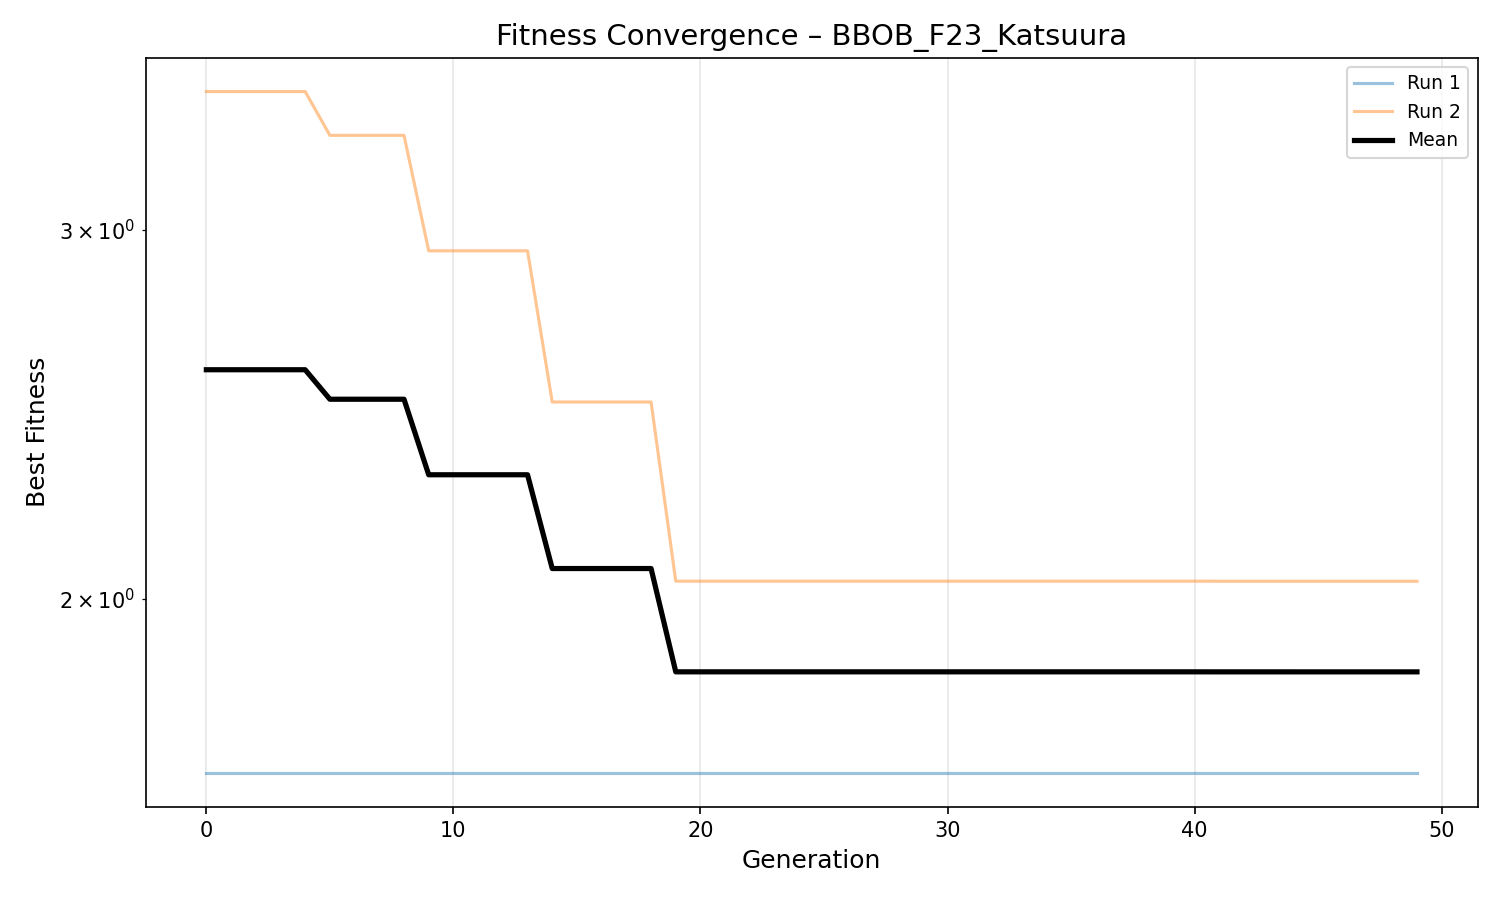 Fitness Convergence – BBOB_F23_Katsuura
Run 1
Run 2
Mean
3 × 10⁰
2 × 10⁰
Best Fitness
0 10 20 30 40 50
Generation